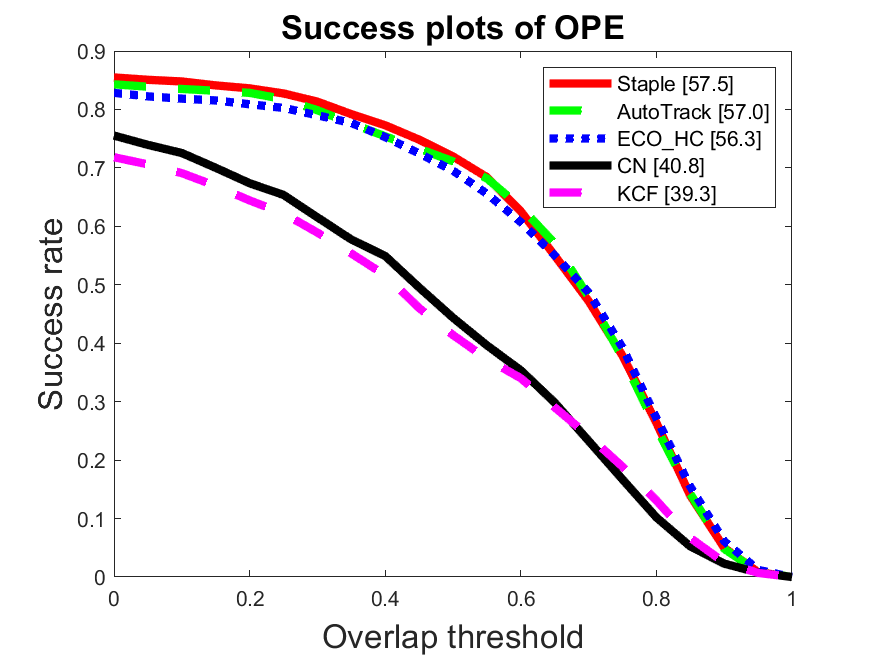 Success plots of OPE
0.9
0.8
0.7
0.6
0.5
0.4
0.3
0.2
0.1
0
Success rate
Staple [57.5]
AutoTrack [57.0]
ECO_HC [56.3]
CN [40.8]
KCF [39.3]
0 0.2 0.4 0.6 0.8 1
Overlap threshold